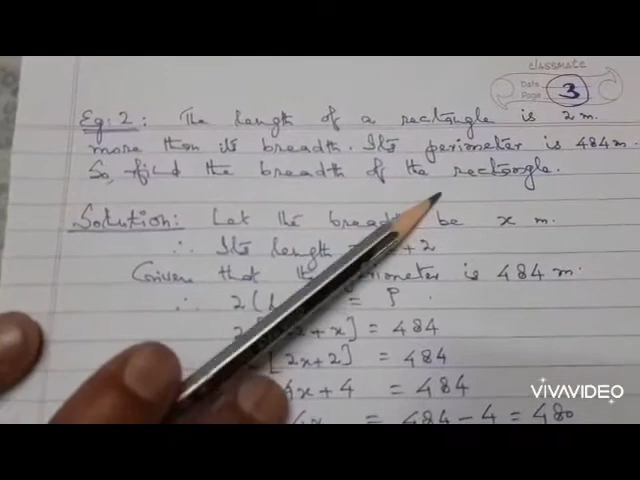 classmate
Date
Page 3
Eg: 2: The length of a rectangle is 2 m.
more than its breadth. Its perimeter is 484 m.
So, find the breadth of the rectangle.
Solution: Let the breadth be x m.
∴ Its length + 2
Given that the perimeter is 484 m.
∴ 2( = P
2 + x] = 484
[2x+2] = 484
4x + 4 = 484
4x = 484 - 4 = 480
VIVAVIDEO